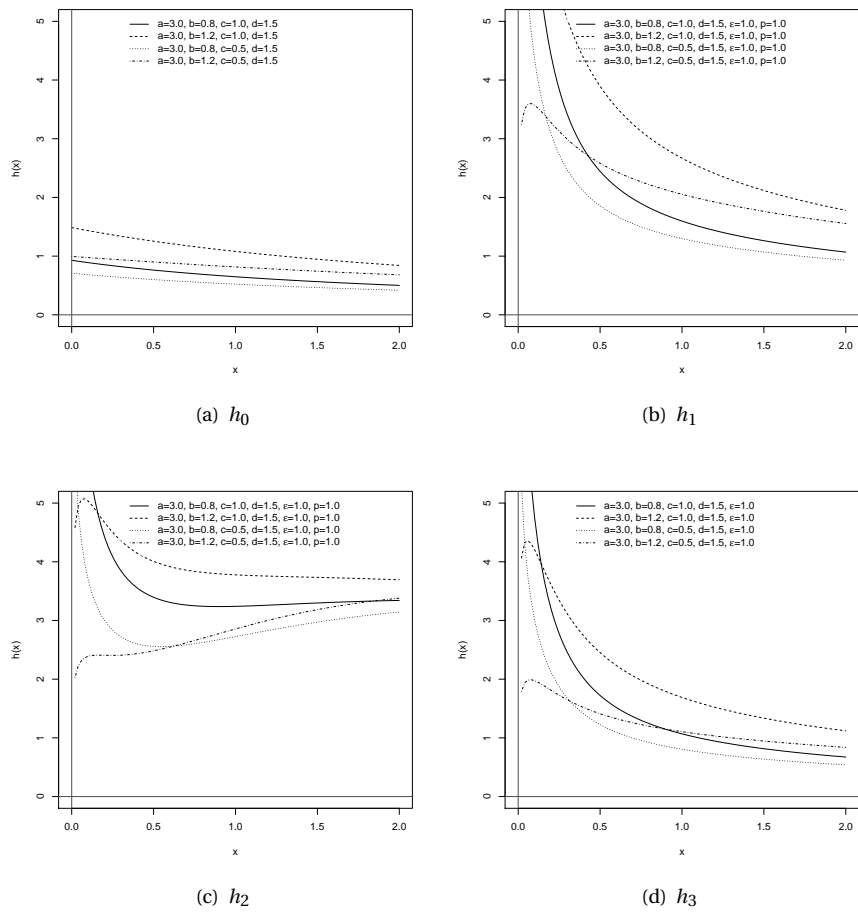 a=3.0, b=0.8, c=1.0, d=1.5
a=3.0, b=1.2, c=1.0, d=1.5
a=3.0, b=0.8, c=0.5, d=1.5
a=3.0, b=1.2, c=0.5, d=1.5
h(x)
5
4
3
2
1
0
0.0 0.5 1.0 1.5 2.0
x
(a) h0
a=3.0, b=0.8, c=1.0, d=1.5, ε=1.0, p=1.0
a=3.0, b=1.2, c=1.0, d=1.5, ε=1.0, p=1.0
a=3.0, b=0.8, c=0.5, d=1.5, ε=1.0, p=1.0
a=3.0, b=1.2, c=0.5, d=1.5, ε=1.0, p=1.0
h(x)
5
4
3
2
1
0
0.0 0.5 1.0 1.5 2.0
x
(b) h1
a=3.0, b=0.8, c=1.0, d=1.5, ε=1.0, p=1.0
a=3.0, b=1.2, c=1.0, d=1.5, ε=1.0, p=1.0
a=3.0, b=0.8, c=0.5, d=1.5, ε=1.0, p=1.0
a=3.0, b=1.2, c=0.5, d=1.5, ε=1.0, p=1.0
h(x)
5
4
3
2
1
0
0.0 0.5 1.0 1.5 2.0
x
(c) h2
a=3.0, b=0.8, c=1.0, d=1.5, ε=1.0
a=3.0, b=1.2, c=1.0, d=1.5, ε=1.0
a=3.0, b=0.8, c=0.5, d=1.5, ε=1.0
a=3.0, b=1.2, c=0.5, d=1.5, ε=1.0
h(x)
5
4
3
2
1
0
0.0 0.5 1.0 1.5 2.0
x
(d) h3